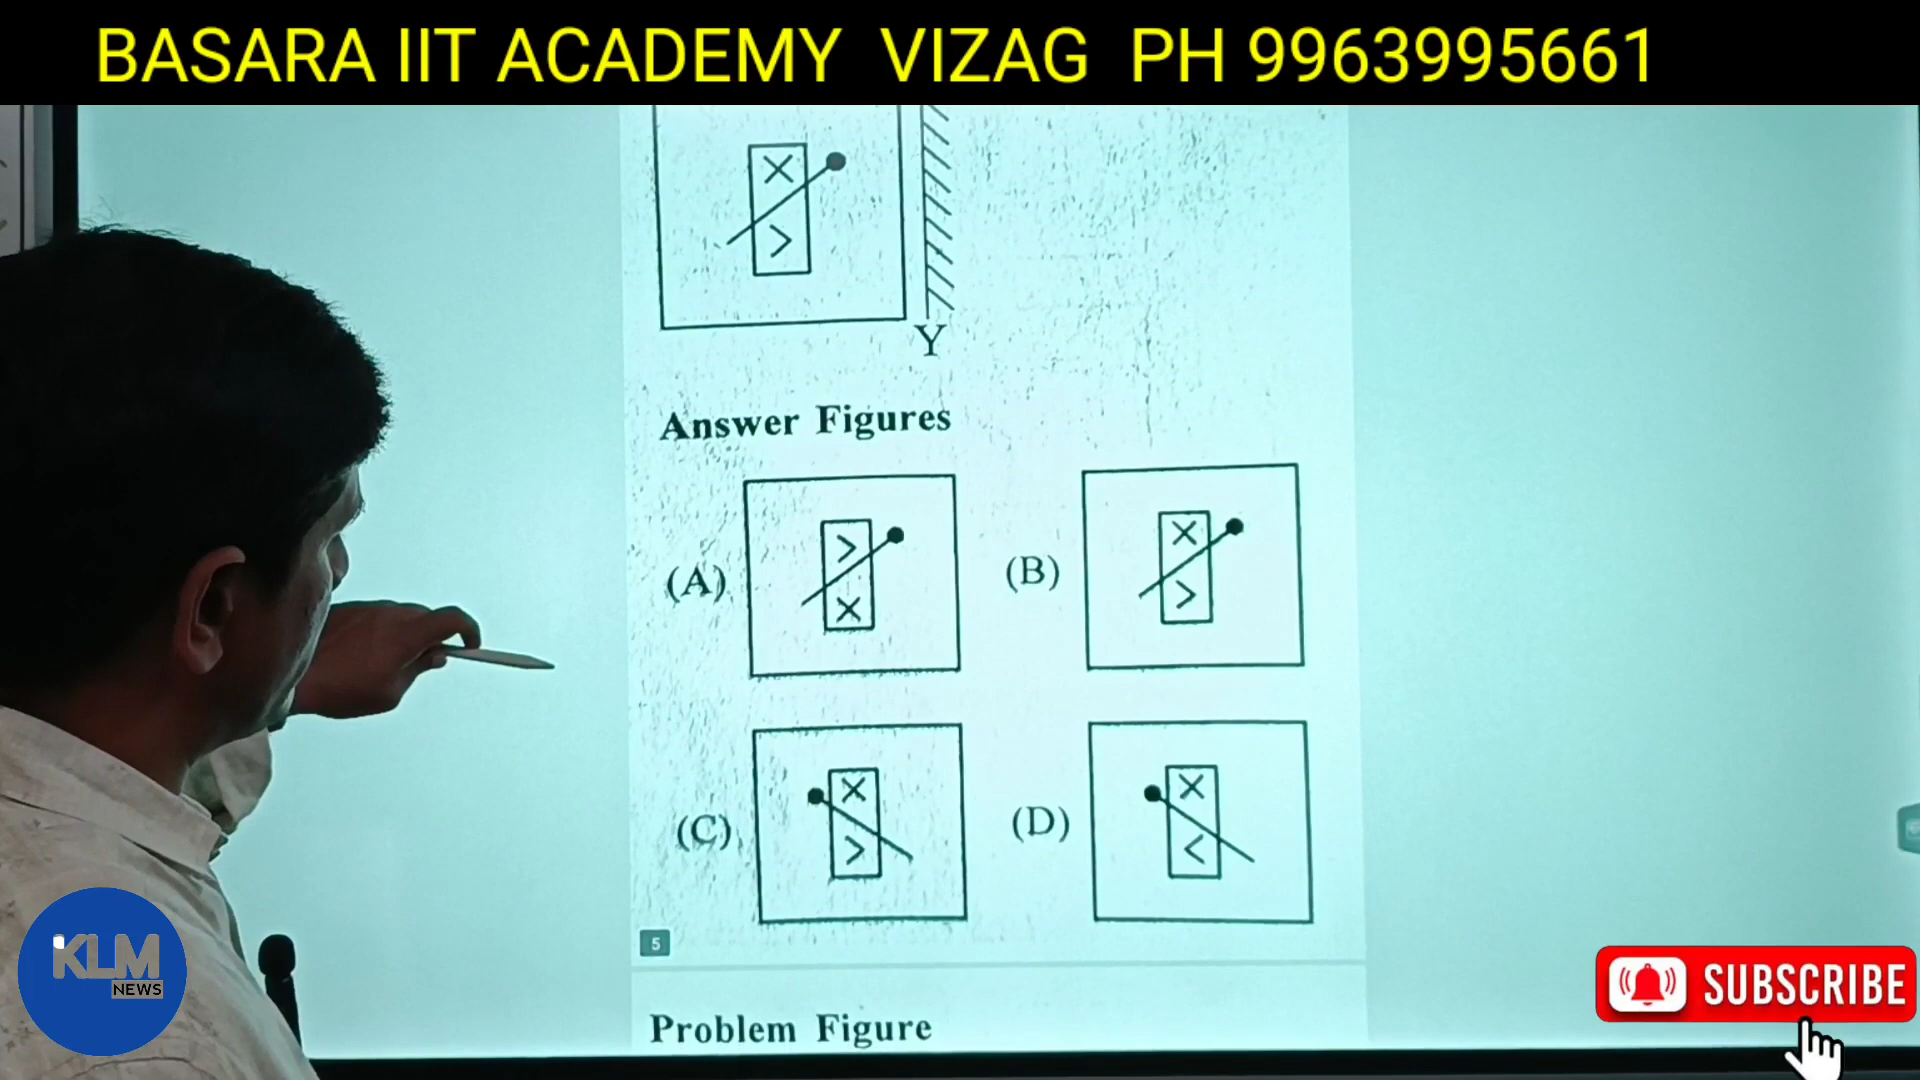 BASARA IIT ACADEMY VIZAG PH 9963995661
X
>
Y
Answer Figures
(A)
>
X
(B)
X
>
(C)
X
>
(D)
X
<
5
Problem Figure
KLM
NEWS
SUBSCRIBE